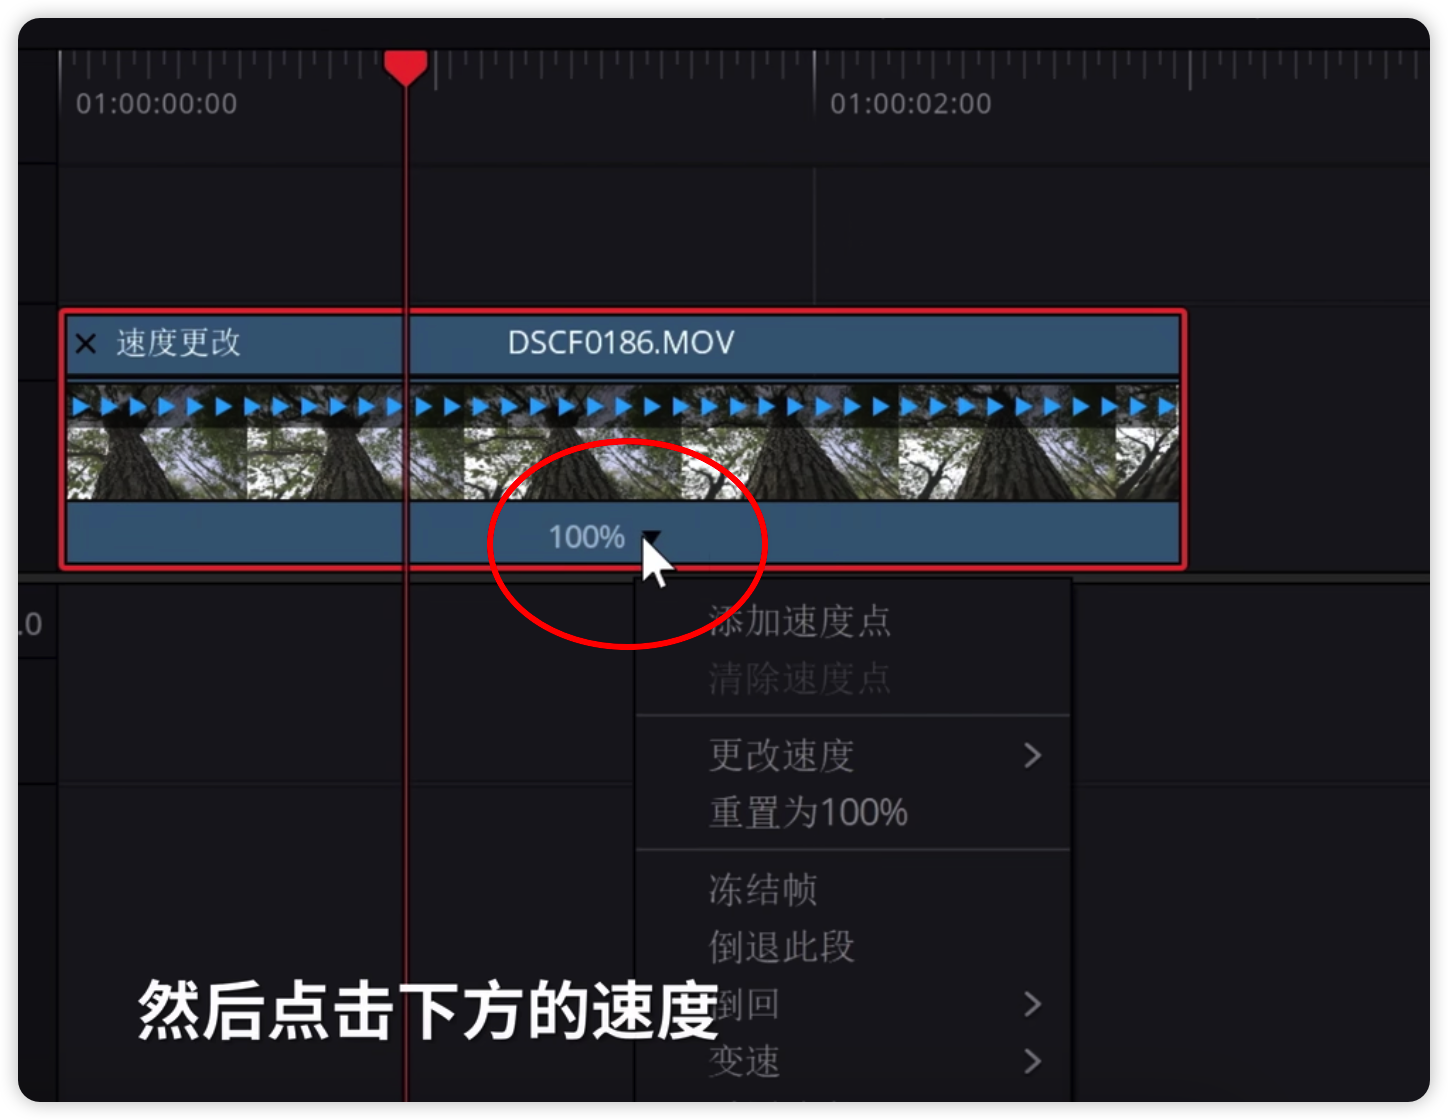 01:00:00:00
01:00:02:00
速度更改
DSCF0186.MOV
100%
.0
添加速度点
清除速度点
更改速度
重置为100%
冻结帧
倒退此段
倒回
变速
然后点击下方的速度